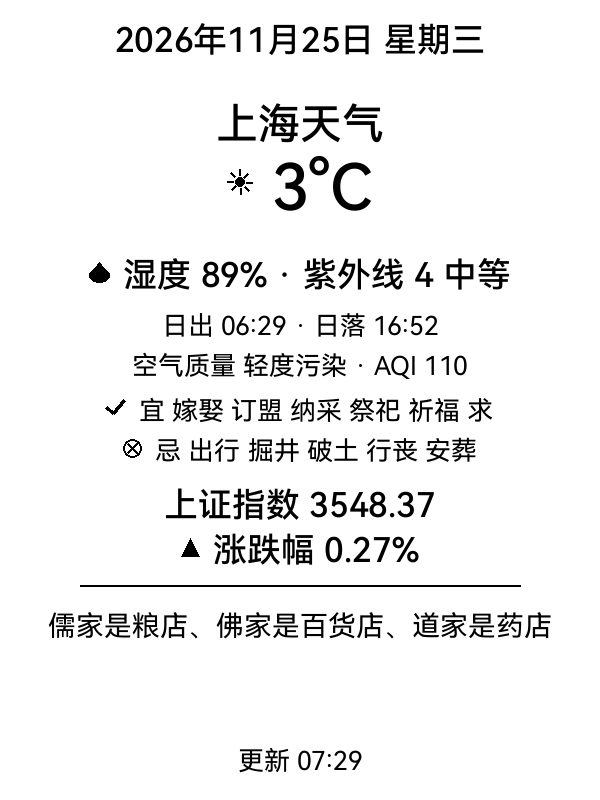 2026年11月25日 星期三
上海天气
3°C
湿度 89% · 紫外线 4 中等
日出 06:29 · 日落 16:52
空气质量 轻度污染 · AQI 110
宜 嫁娶 订盟 纳采 祭祀 祈福 求
忌 出行 掘井 破土 行丧 安葬
上证指数 3548.37
▲ 涨跌幅 0.27%
儒家是粮店、佛家是百货店、道家是药店
更新 07:29